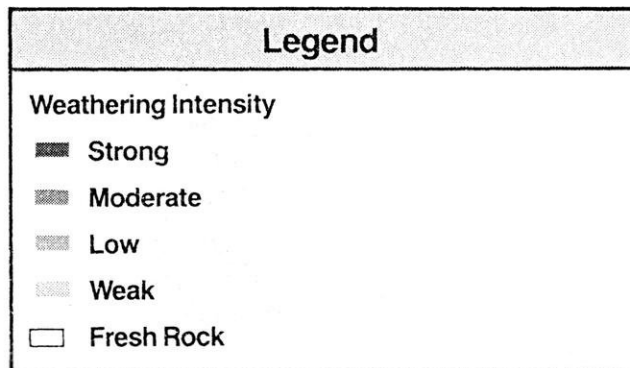 Legend
Weathering Intensity
Strong
Moderate
Low
Weak
Fresh Rock